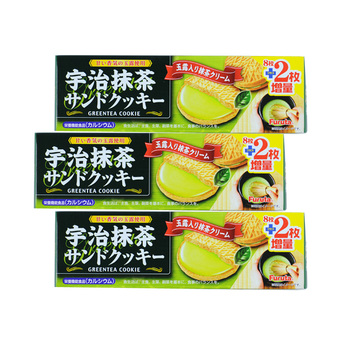 甘い香気の玉露使用
宇治抹茶
サンドクッキー
GREENTEA COOKIE
栄養機能食品(カルシウム)
玉露入り抹茶クリーム
8枚+2枚
増量
Furuta
甘い香気の玉露使用
宇治抹茶
サンドクッキー
GREENTEA COOKIE
栄養機能食品(カルシウム)
玉露入り抹茶クリーム
8枚+2枚
増量
Furuta
甘い香気の玉露使用
宇治抹茶
サンドクッキー
GREENTEA COOKIE
栄養機能食品(カルシウム)
玉露入り抹茶クリーム
8枚+2枚
増量
Furuta